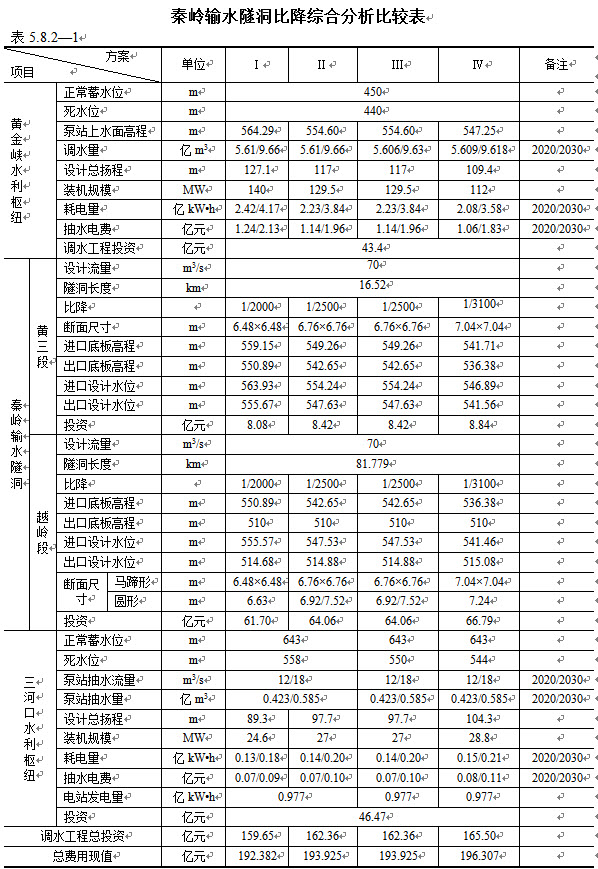 秦岭输水隧洞比降综合分析比较表
表 5.8.2—1
项目 方案 单位 I II III IV 备注
黄金峡水利枢纽
正常蓄水位 m 450
死水位 m 440
泵站上水面高程 m 564.29 554.60 554.60 547.25
调水量 亿 m³ 5.61/9.66 5.61/9.66 5.606/9.63 5.609/9.618 2020/2030
设计总扬程 m 127.1 117 117 109.4
装机规模 MW 140 129.5 129.5 112
耗电量 亿 kW•h 2.42/4.17 2.23/3.84 2.23/3.84 2.08/3.58 2020/2030
抽水电费 亿元 1.24/2.13 1.14/1.96 1.14/1.96 1.06/1.83 2020/2030
调水工程投资 亿元 43.4
秦岭输水隧洞
黄三段
设计流量 m³/s 70
隧洞长度 km 16.52
比降 1/2000 1/2500 1/2500 1/3100
断面尺寸 m 6.48×6.48 6.76×6.76 6.76×6.76 7.04×7.04
进口底板高程 m 559.15 549.26 549.26 541.71
出口底板高程 m 550.89 542.65 542.65 536.38
进口设计水位 m 563.93 554.24 554.24 546.89
出口设计水位 m 555.67 547.63 547.63 541.56
投资 亿元 8.08 8.42 8.42 8.84
越岭段
设计流量 m³/s 70
隧洞长度 km 81.779
比降 1/2000 1/2500 1/2500 1/3100
进口底板高程 m 550.89 542.65 542.65 536.38
出口底板高程 m 510 510 510 510
进口设计水位 m 555.57 547.53 547.53 541.46
出口设计水位 m 514.68 514.88 514.88 515.08
断面尺寸 马蹄形 m 6.48×6.48 6.76×6.76 6.76×6.76 7.04×7.04
圆形 m 6.63 6.92/7.52 6.92/7.52 7.24
投资 亿元 61.70 64.06 64.06 66.79
三河口水利枢纽
正常蓄水位 m 643 643 643
死水位 m 558 550 544
泵站抽水流量 m³/s 12/18 12/18 12/18 2020/2030
泵站抽水量 亿 m³ 0.423/0.585 0.423/0.585 0.423/0.585 2020/2030
设计总扬程 m 89.3 97.7 97.7 104.3
装机规模 MW 24.6 27 27 28.8
耗电量 亿 kW•h 0.13/0.18 0.14/0.20 0.14/0.20 0.15/0.21 2020/2030
抽水电费 亿元 0.07/0.09 0.07/0.10 0.07/0.10 0.08/0.11 2020/2030
电站发电量 亿 kW•h 0.977 0.977 0.977
投资 亿元 46.47
调水工程总投资 亿元 159.65 162.36 162.36 165.50
总费用现值 亿元 192.382 193.925 193.925 196.307